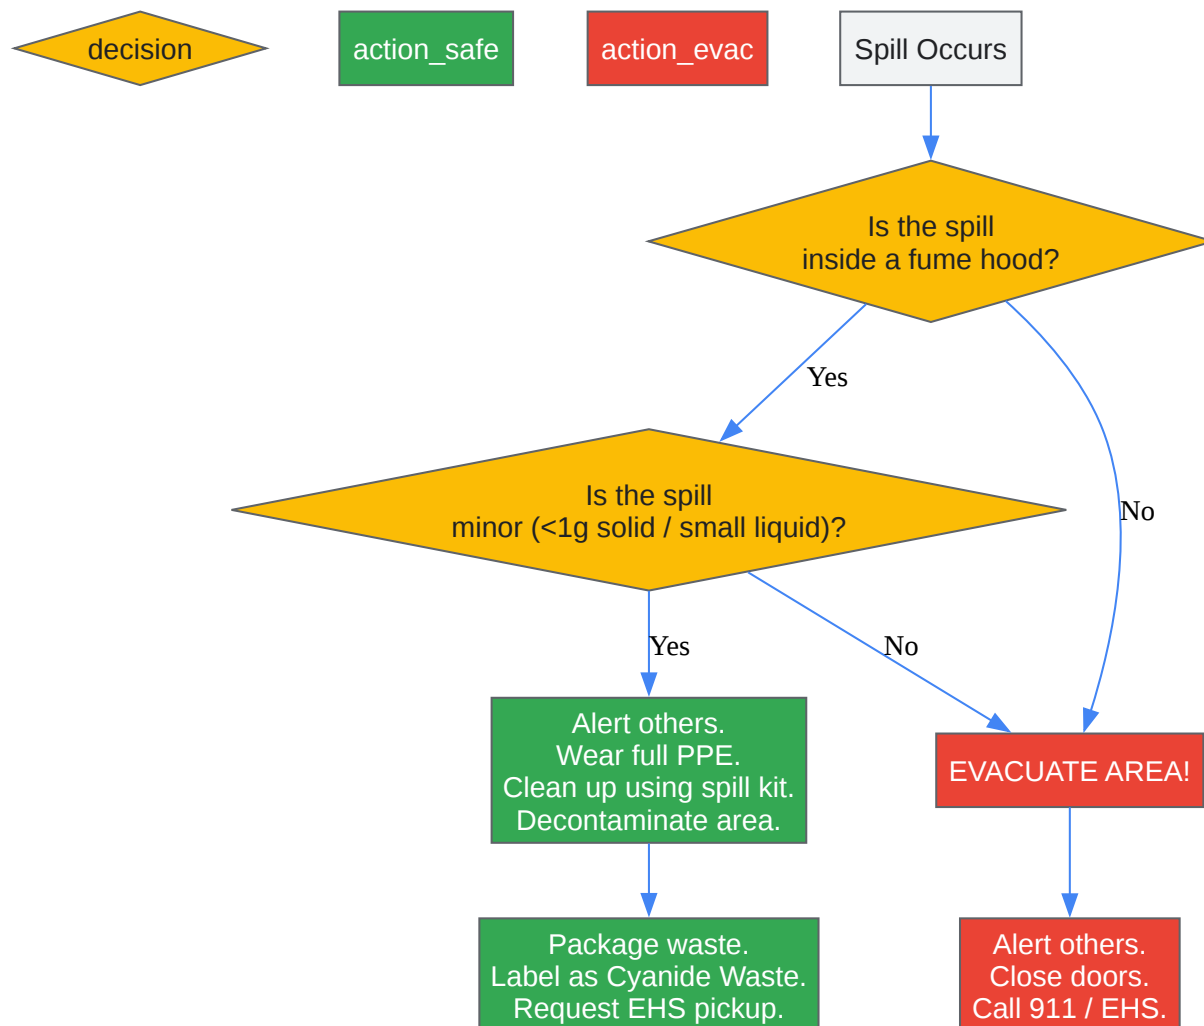 decision
action_safe
action_evac
Spill Occurs
Is the spill
inside a fume hood?
Yes
No
Is the spill
minor (<1g solid / small liquid)?
Yes
No
Alert others.
Wear full PPE.
Clean up using spill kit.
Decontaminate area.
EVACUATE AREA!
Package waste.
Label as Cyanide Waste.
Request EHS pickup.
Alert others.
Close doors.
Call 911 / EHS.